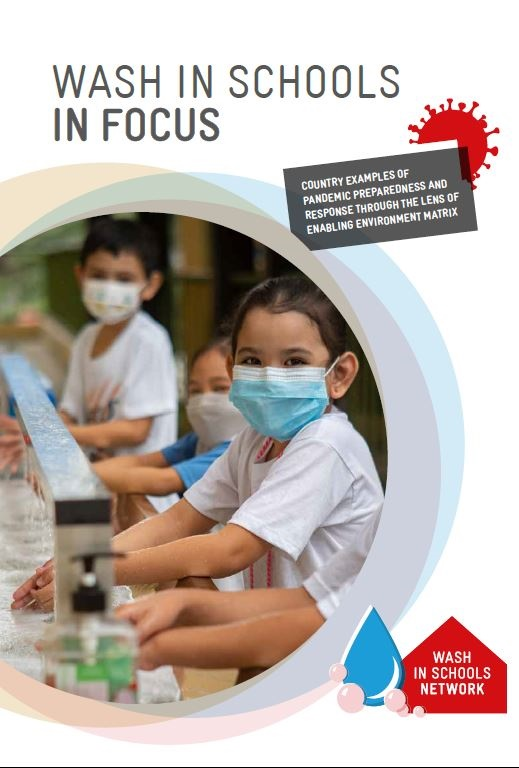 WASH IN SCHOOLS
IN FOCUS
COUNTRY EXAMPLES OF
PANDEMIC PREPAREDNESS AND
RESPONSE THROUGH THE LENS OF
ENABLING ENVIRONMENT MATRIX
WASH
IN SCHOOLS
NETWORK